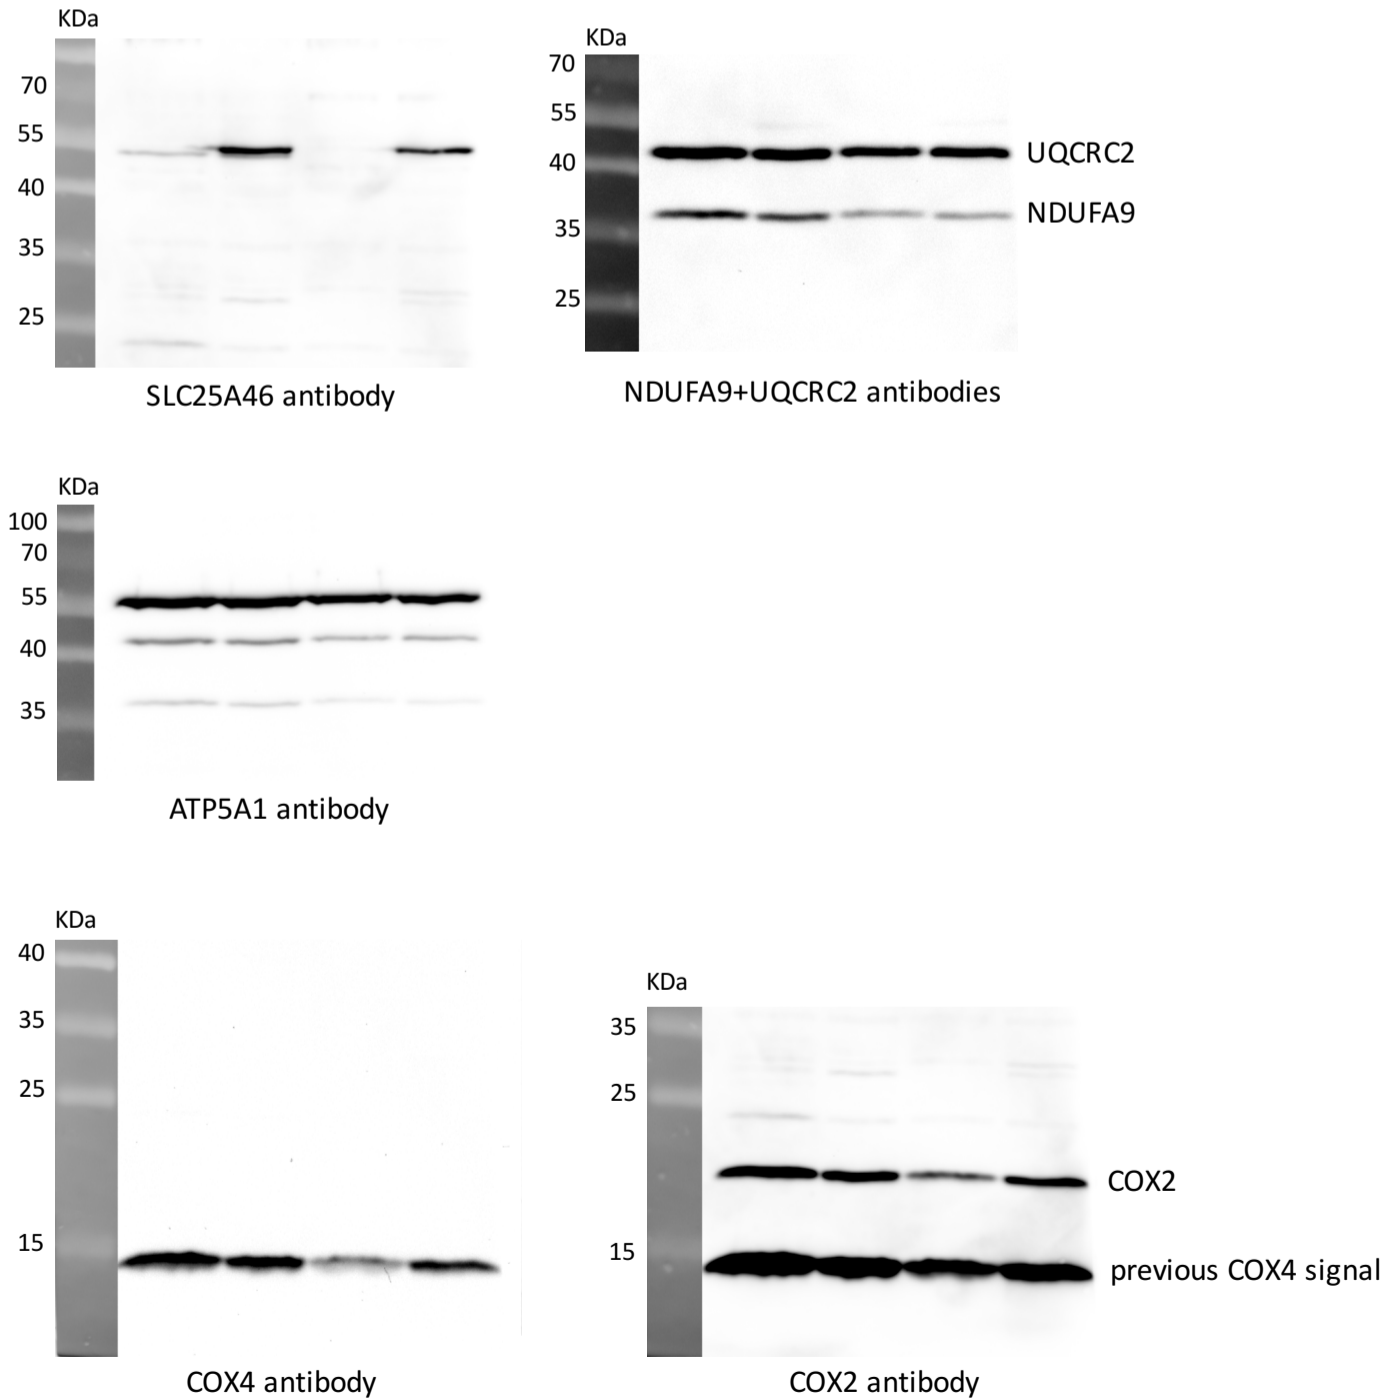 KDa
70
55
40
35
25
SLC25A46 antibody
KDa
70
55
40
35
25
UQCRC2
NDUFA9
NDUFA9+UQCRC2 antibodies
KDa
100
70
55
40
35
ATP5A1 antibody
KDa
40
35
25
15
COX4 antibody
KDa
35
25
15
COX2
previous COX4 signal
COX2 antibody